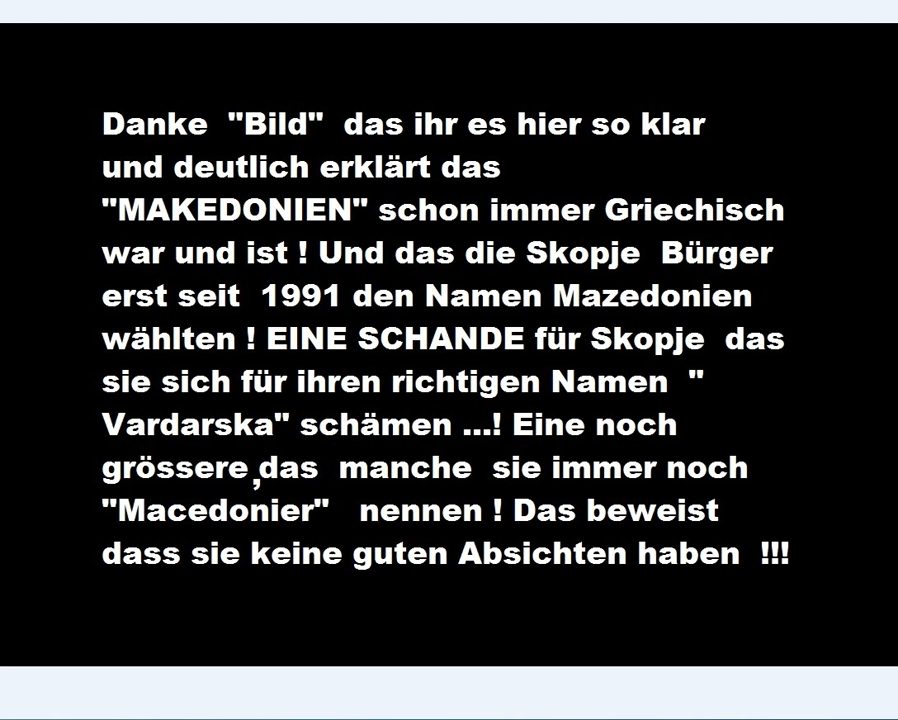 Danke "Bild" das ihr es hier so klar
und deutlich erklärt das
"MAKEDONIEN" schon immer Griechisch
war und ist ! Und das die Skopje Bürger
erst seit 1991 den Namen Mazedonien
wählten ! EINE SCHANDE für Skopje das
sie sich für ihren richtigen Namen "
Vardarska" schämen ...! Eine noch
grössere,das manche sie immer noch
"Macedonier" nennen ! Das beweist
dass sie keine guten Absichten haben !!!